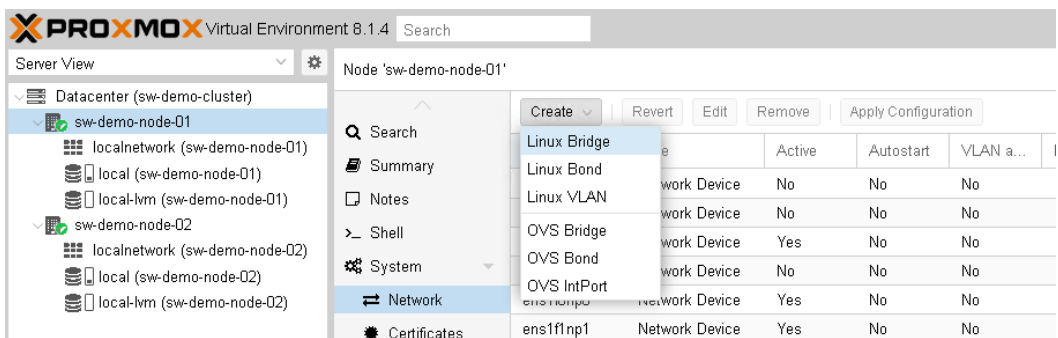 PROXMOX Virtual Environment 8.1.4 Search
Server View
Datacenter (sw-demo-cluster)
sw-demo-node-01
localnetwork (sw-demo-node-01)
local (sw-demo-node-01)
local-lvm (sw-demo-node-01)
sw-demo-node-02
localnetwork (sw-demo-node-02)
local (sw-demo-node-02)
local-lvm (sw-demo-node-02)
Node 'sw-demo-node-01'
Search
Summary
Notes
Shell
System
Network
Certificates
Create Revert Edit Remove Apply Configuration
Linux Bridge
Linux Bond
Linux VLAN
OVS Bridge
OVS Bond
OVS IntPort
Active Autostart VLAN a...
work Device No No No
work Device No No No
work Device Yes No No
work Device No No No
Network Device Yes No No
ens1f1np1 Network Device Yes No No